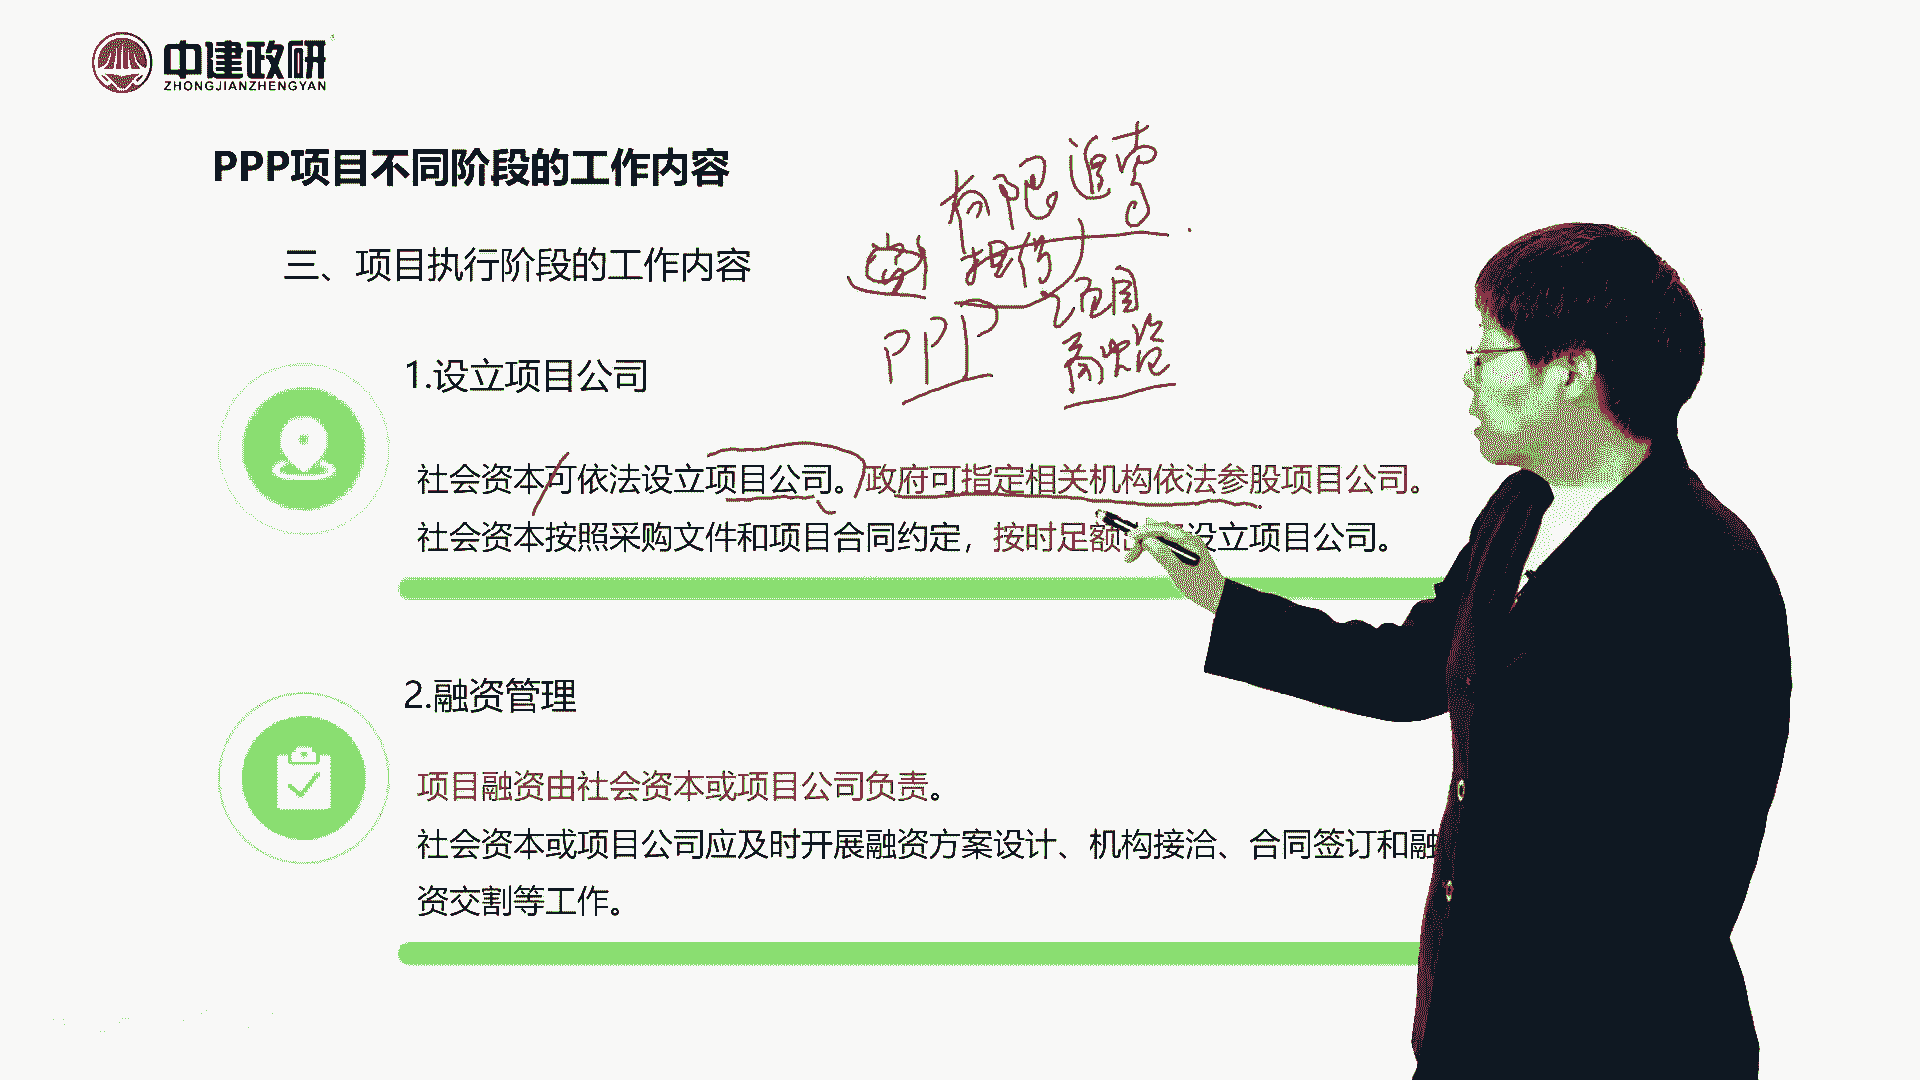 中建政研
ZHONGJIANZHENGYAN
PPP项目不同阶段的工作内容
有限追索
三、项目执行阶段的工作内容
担保
项目
PPP
融资
1.设立项目公司
社会资本可依法设立项目公司。政府可指定相关机构依法参股项目公司。
社会资本按照采购文件和项目合同约定，按时足额设立项目公司。
2.融资管理
项目融资由社会资本或项目公司负责。
社会资本或项目公司应及时开展融资方案设计、机构接洽、合同签订和融
资交割等工作。